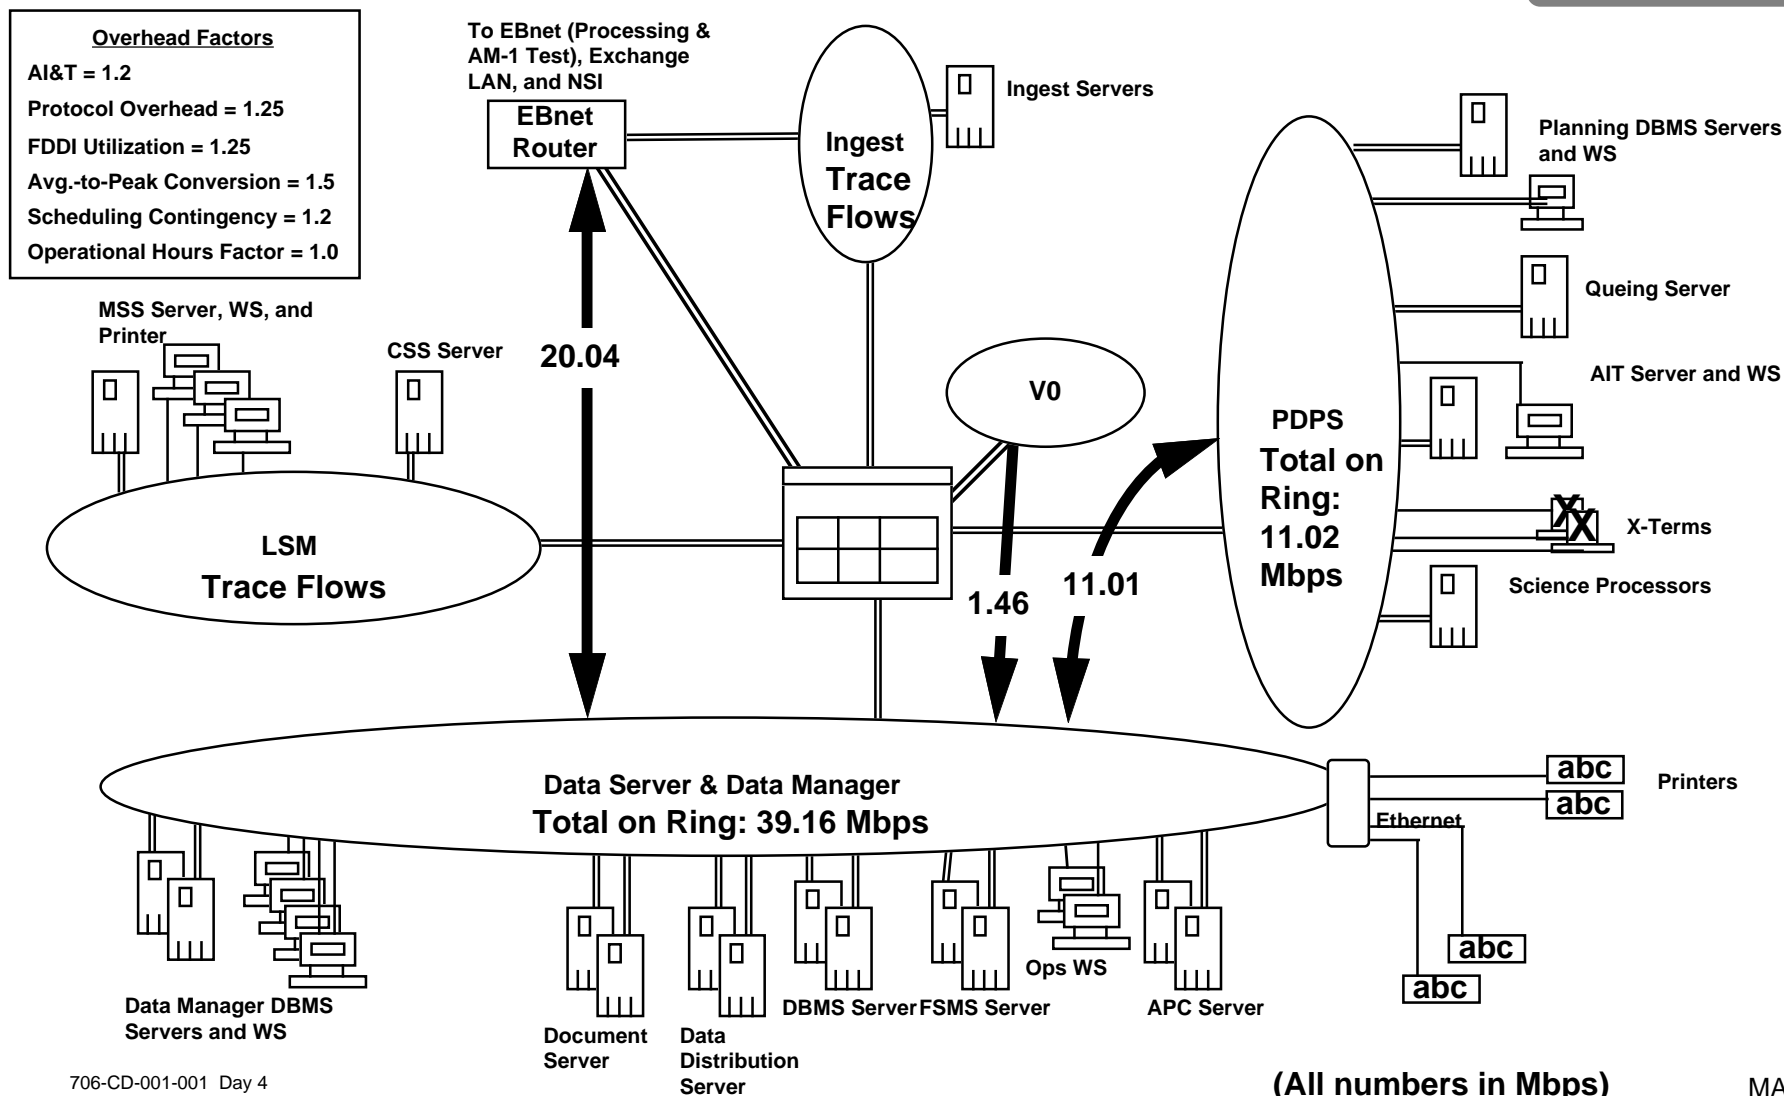 Overhead Factors
AI&T = 1.2
Protocol Overhead = 1.25
FDDI Utilization = 1.25
Avg.-to-Peak Conversion = 1.5
Scheduling Contingency = 1.2
Operational Hours Factor = 1.0
To EBnet (Processing &
AM-1 Test), Exchange
LAN, and NSI
EBnet
Router
Ingest
Trace
Flows
Ingest Servers
Planning DBMS Servers
and WS
Queing Server
AIT Server and WS
X
X
X-Terms
Science Processors
PDPS
Total on
Ring:
11.02
Mbps
MSS Server, WS, and
Printer
CSS Server
20.04
V0
LSM
Trace Flows
1.46
11.01
Data Server & Data Manager
Total on Ring: 39.16 Mbps
Ethernet
abc
abc
Printers
abc
abc
Data Manager DBMS
Servers and WS
Document
Server
Data
Distribution
Server
DBMS Server
FSMS Server
Ops WS
APC Server
706-CD-001-001 Day 4
(All numbers in Mbps)
MA